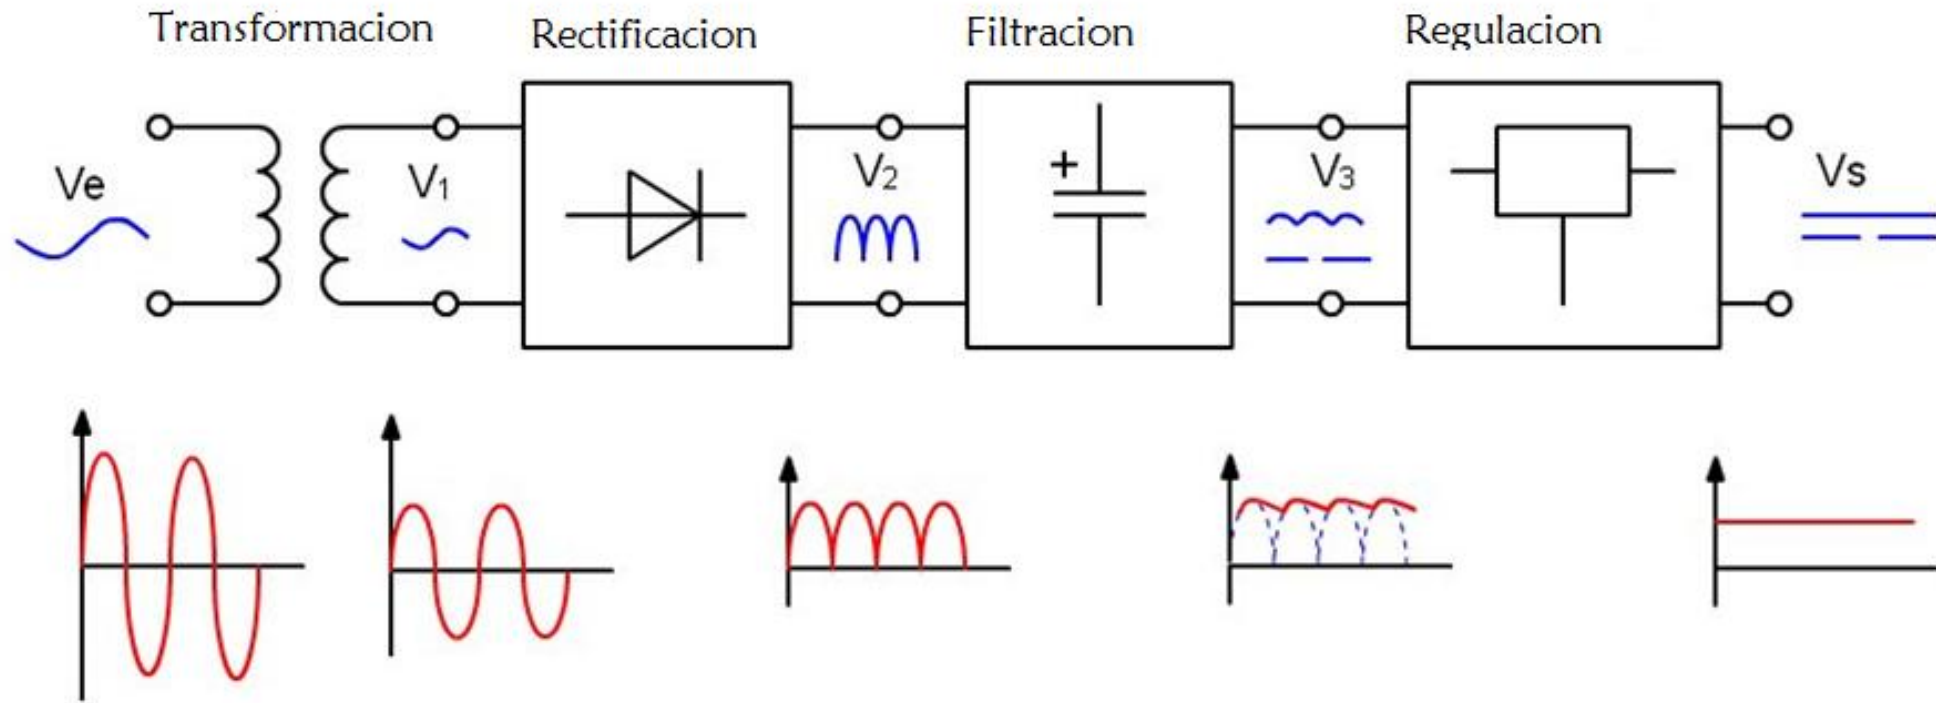 Transformacion
Rectificacion
Filtracion
Regulacion
Ve
V1
V2
+
V3
Vs